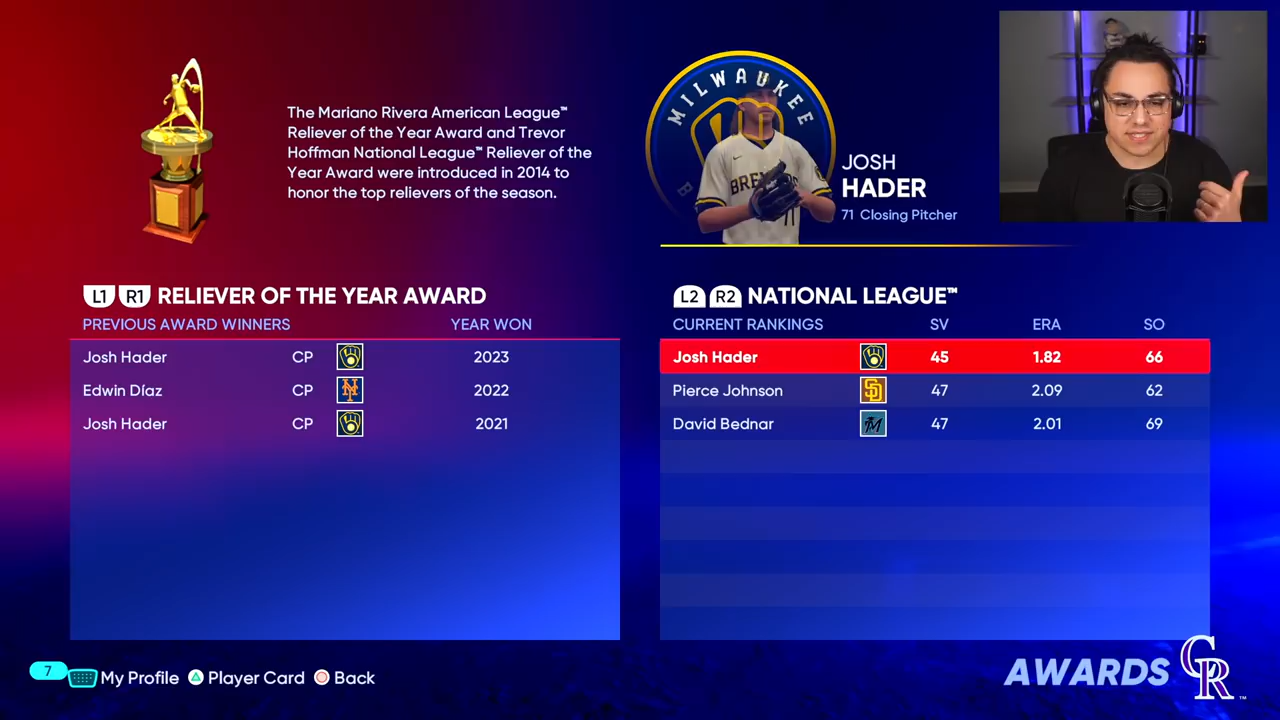 The Mariano Rivera American League™
Reliever of the Year Award and Trevor
Hoffman National League™ Reliever of the
Year Award were introduced in 2014 to
honor the top relievers of the season.
MILWAUKEE
B
BREWERS
JOSH
HADER
71 Closing Pitcher
L1 R1 RELIEVER OF THE YEAR AWARD
PREVIOUS AWARD WINNERS YEAR WON
Josh Hader CP 2023
Edwin Díaz CP NY 2022
Josh Hader CP 2021
L2 R2 NATIONAL LEAGUE™
CURRENT RANKINGS SV ERA SO
Josh Hader 45 1.82 66
Pierce Johnson SD 47 2.09 62
David Bednar M 47 2.01 69
7 My Profile Player Card Back
AWARDS CR™